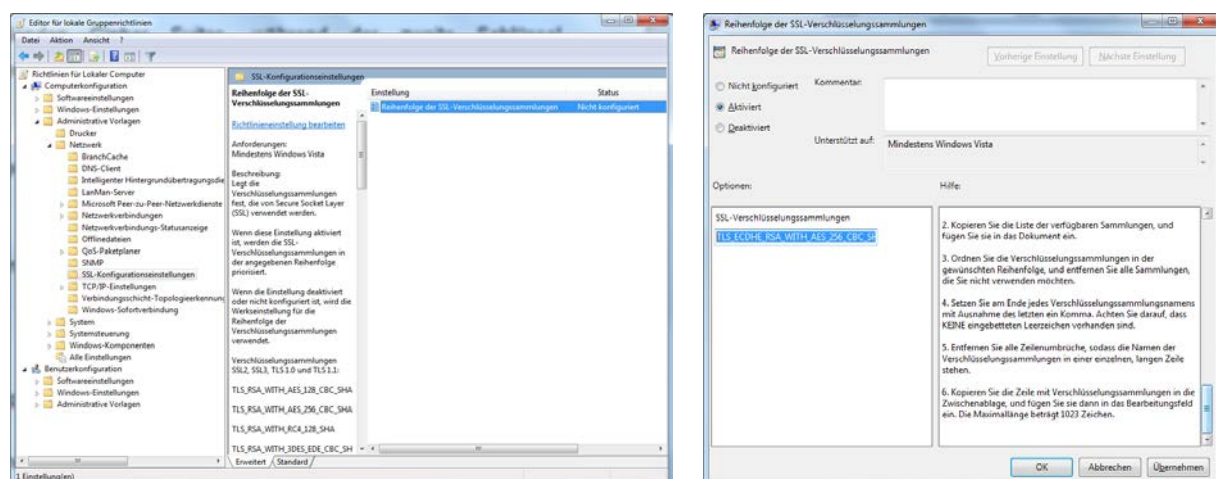 Editor für lokale Gruppenrichtlinien
Datei Aktion Ansicht ?
Richtlinien für Lokaler Computer
Computerkonfiguration
Softwareeinstellungen
Windows-Einstellungen
Administrative Vorlagen
Drucker
Netzwerk
BranchCache
DNS-Client
Intelligenter Hintergrundübertragungsdie
LanMan-Server
Microsoft Peer-zu-Peer-Netzwerkdienste
Netzwerkverbindungen
Netzwerkverbindungs-Statusanzeige
Offlinedateien
QoS-Paketplaner
SNMP
SSL-Konfigurationseinstellungen
TCP/IP-Einstellungen
Verbindungsschicht-Topologieerkennung
Windows-Sofortverbindung
System
Systemsteuerung
Windows-Komponenten
Alle Einstellungen
Benutzerkonfiguration
Softwareeinstellungen
Windows-Einstellungen
Administrative Vorlagen
SSL-Konfigurationseinstellungen
Reihenfolge der SSL-
Verschlüsselungssammlungen
Richtlinieneinstellung bearbeiten
Anforderungen:
Mindestens Windows Vista
Beschreibung:
Legt die
Verschlüsselungssammlungen
fest, die von Secure Socket Layer
(SSL) verwendet werden.
Wenn diese Einstellung aktiviert
ist, werden die SSL-
Verschlüsselungssammlungen in
der angegebenen Reihenfolge
priorisiert.
Wenn die Einstellung deaktiviert
oder nicht konfiguriert ist, wird die
Werkseinstellung für die
Reihenfolge der
Verschlüsselungssammlungen
verwendet.
Verschlüsselungssammlungen
SSL2, SSL3, TLS 1.0 und TLS 1.1:
TLS_RSA_WITH_AES_128_CBC_SHA
TLS_RSA_WITH_AES_256_CBC_SHA
TLS_RSA_WITH_RC4_128_SHA
TLS_RSA_WITH_3DES_EDE_CBC_SH
Einstellung Status
Reihenfolge der SSL-Verschlüsselungssammlungen Nicht konfiguriert
Erweitert Standard
1 Einstellung(en)
Reihenfolge der SSL-Verschlüsselungssammlungen
Reihenfolge der SSL-Verschlüsselungssammlungen
Vorherige Einstellung Nächste Einstellung
Nicht konfiguriert Kommentar:
Aktiviert
Deaktiviert
Unterstützt auf: Mindestens Windows Vista
Optionen: Hilfe:
SSL-Verschlüsselungssammlungen
TLS_ECDHE_RSA_WITH_AES_256_CBC_SH
2. Kopieren Sie die Liste der verfügbaren Sammlungen, und
fügen Sie sie in das Dokument ein.
3. Ordnen Sie die Verschlüsselungssammlungen in der
gewünschten Reihenfolge, und entfernen Sie alle Sammlungen,
die Sie nicht verwenden möchten.
4. Setzen Sie am Ende jedes Verschlüsselungssammlungsnamens
mit Ausnahme des letzten ein Komma. Achten Sie darauf, dass
KEINE eingebetteten Leerzeichen vorhanden sind.
5. Entfernen Sie alle Zeilenumbrüche, sodass die Namen der
Verschlüsselungssammlungen in einer einzelnen, langen Zeile
stehen.
6. Kopieren Sie die Zeile mit Verschlüsselungssammlungen in die
Zwischenablage, und fügen Sie sie dann in das Bearbeitungsfeld
ein. Die Maximallänge beträgt 1023 Zeichen.
OK Abbrechen Übernehmen